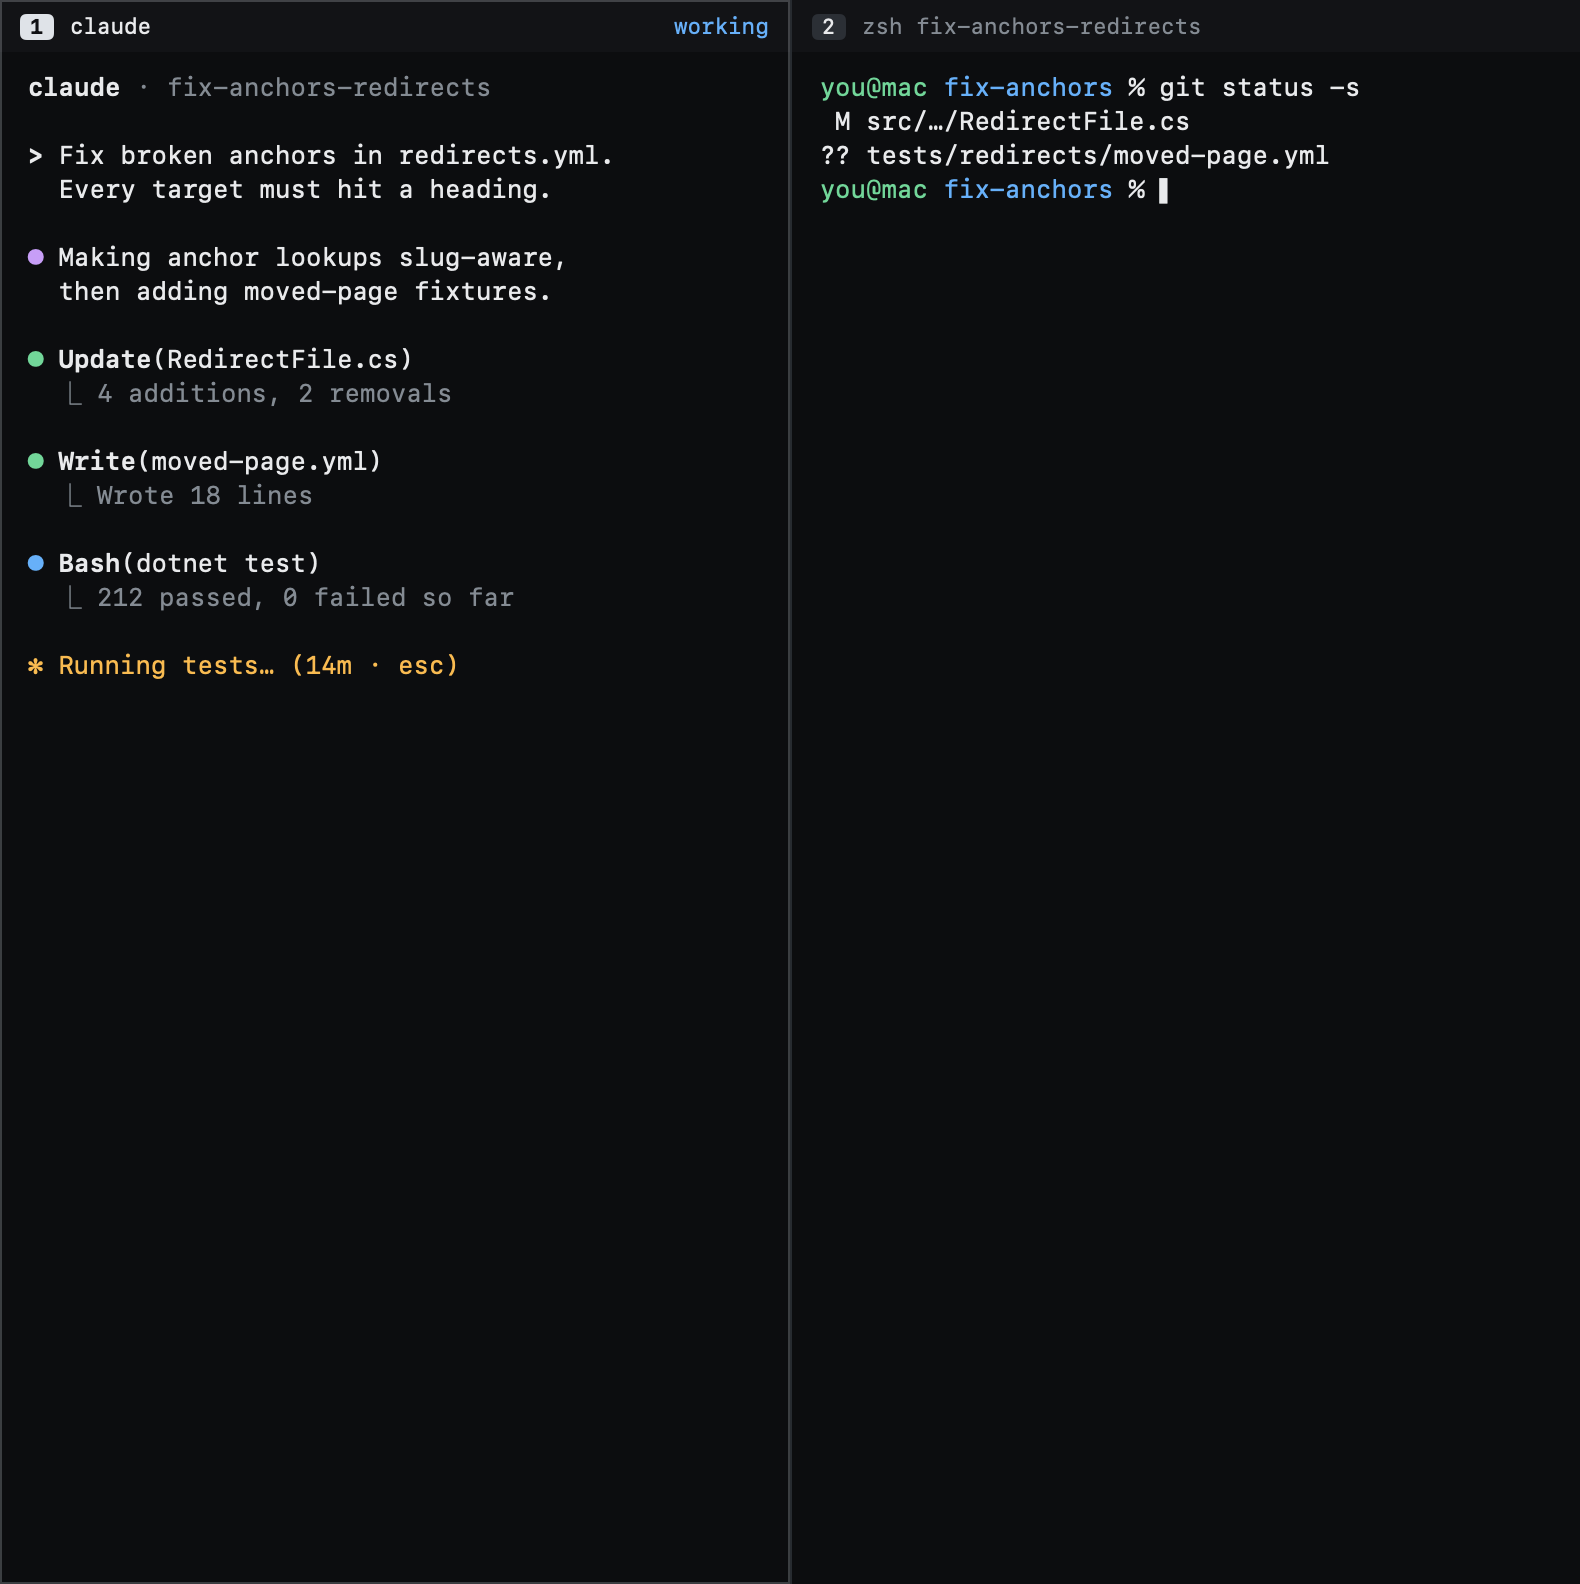 1 claude working
claude · fix-anchors-redirects
> Fix broken anchors in redirects.yml.
Every target must hit a heading.
● Making anchor lookups slug-aware,
then adding moved-page fixtures.
● Update(RedirectFile.cs)
⎿ 4 additions, 2 removals
● Write(moved-page.yml)
⎿ Wrote 18 lines
● Bash(dotnet test)
⎿ 212 passed, 0 failed so far
✻ Running tests… (14m · esc)
2 zsh fix-anchors-redirects
you@mac fix-anchors % git status -s
M src/…/RedirectFile.cs
?? tests/redirects/moved-page.yml
you@mac fix-anchors %